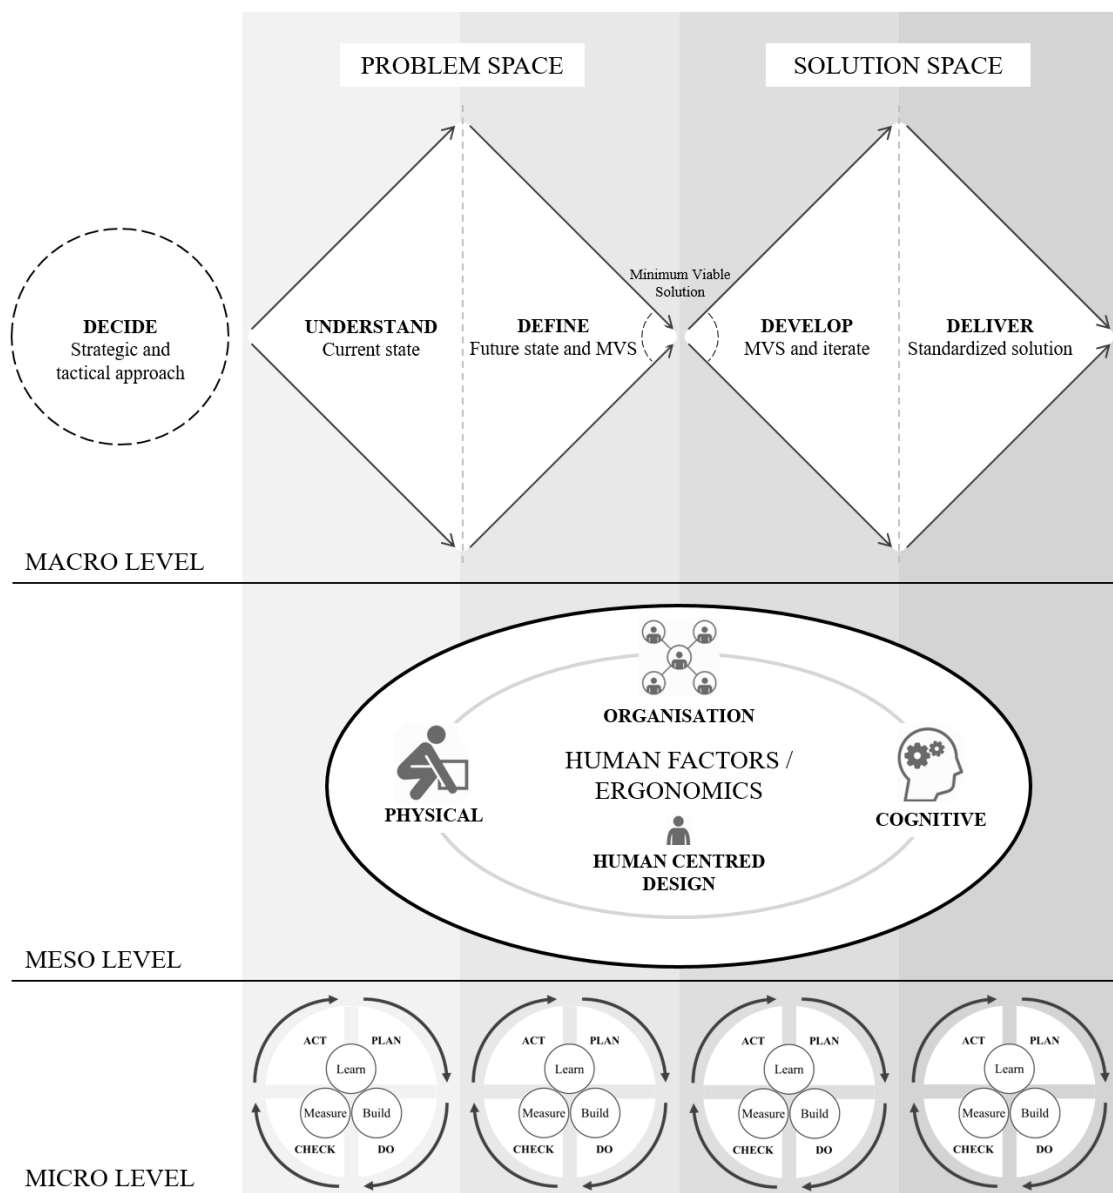 PROBLEM SPACE
SOLUTION SPACE
Minimum Viable
Solution
DECIDE
Strategic and
tactical approach
UNDERSTAND
Current state
DEFINE
Future state and MVS
DEVELOP
MVS and iterate
DELIVER
Standardized solution
MACRO LEVEL
ORGANISATION
HUMAN FACTORS /
ERGONOMICS
PHYSICAL
COGNITIVE
HUMAN CENTRED
DESIGN
MESO LEVEL
ACT PLAN
Learn
Measure Build
CHECK DO
ACT PLAN
Learn
Measure Build
CHECK DO
ACT PLAN
Learn
Measure Build
CHECK DO
ACT PLAN
Learn
Measure Build
CHECK DO
MICRO LEVEL